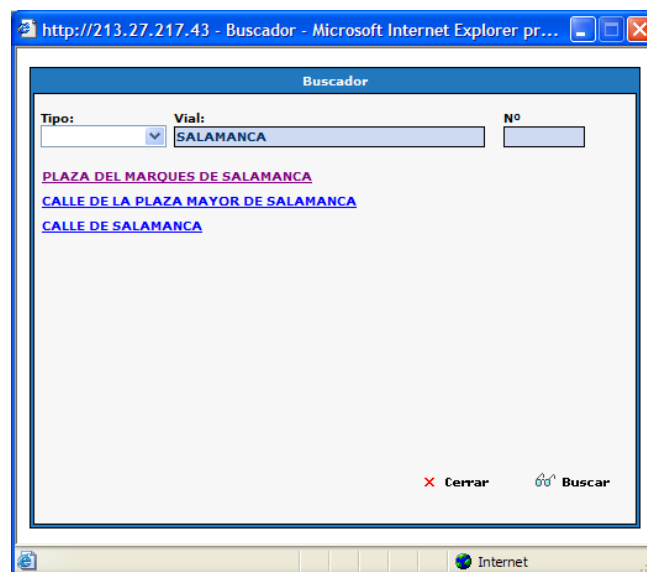 http://213.27.217.43 - Buscador - Microsoft Internet Explorer pr...
Buscador
Tipo: Vial: Nº
SALAMANCA
PLAZA DEL MARQUES DE SALAMANCA
CALLE DE LA PLAZA MAYOR DE SALAMANCA
CALLE DE SALAMANCA
Cerrar Buscar
Internet